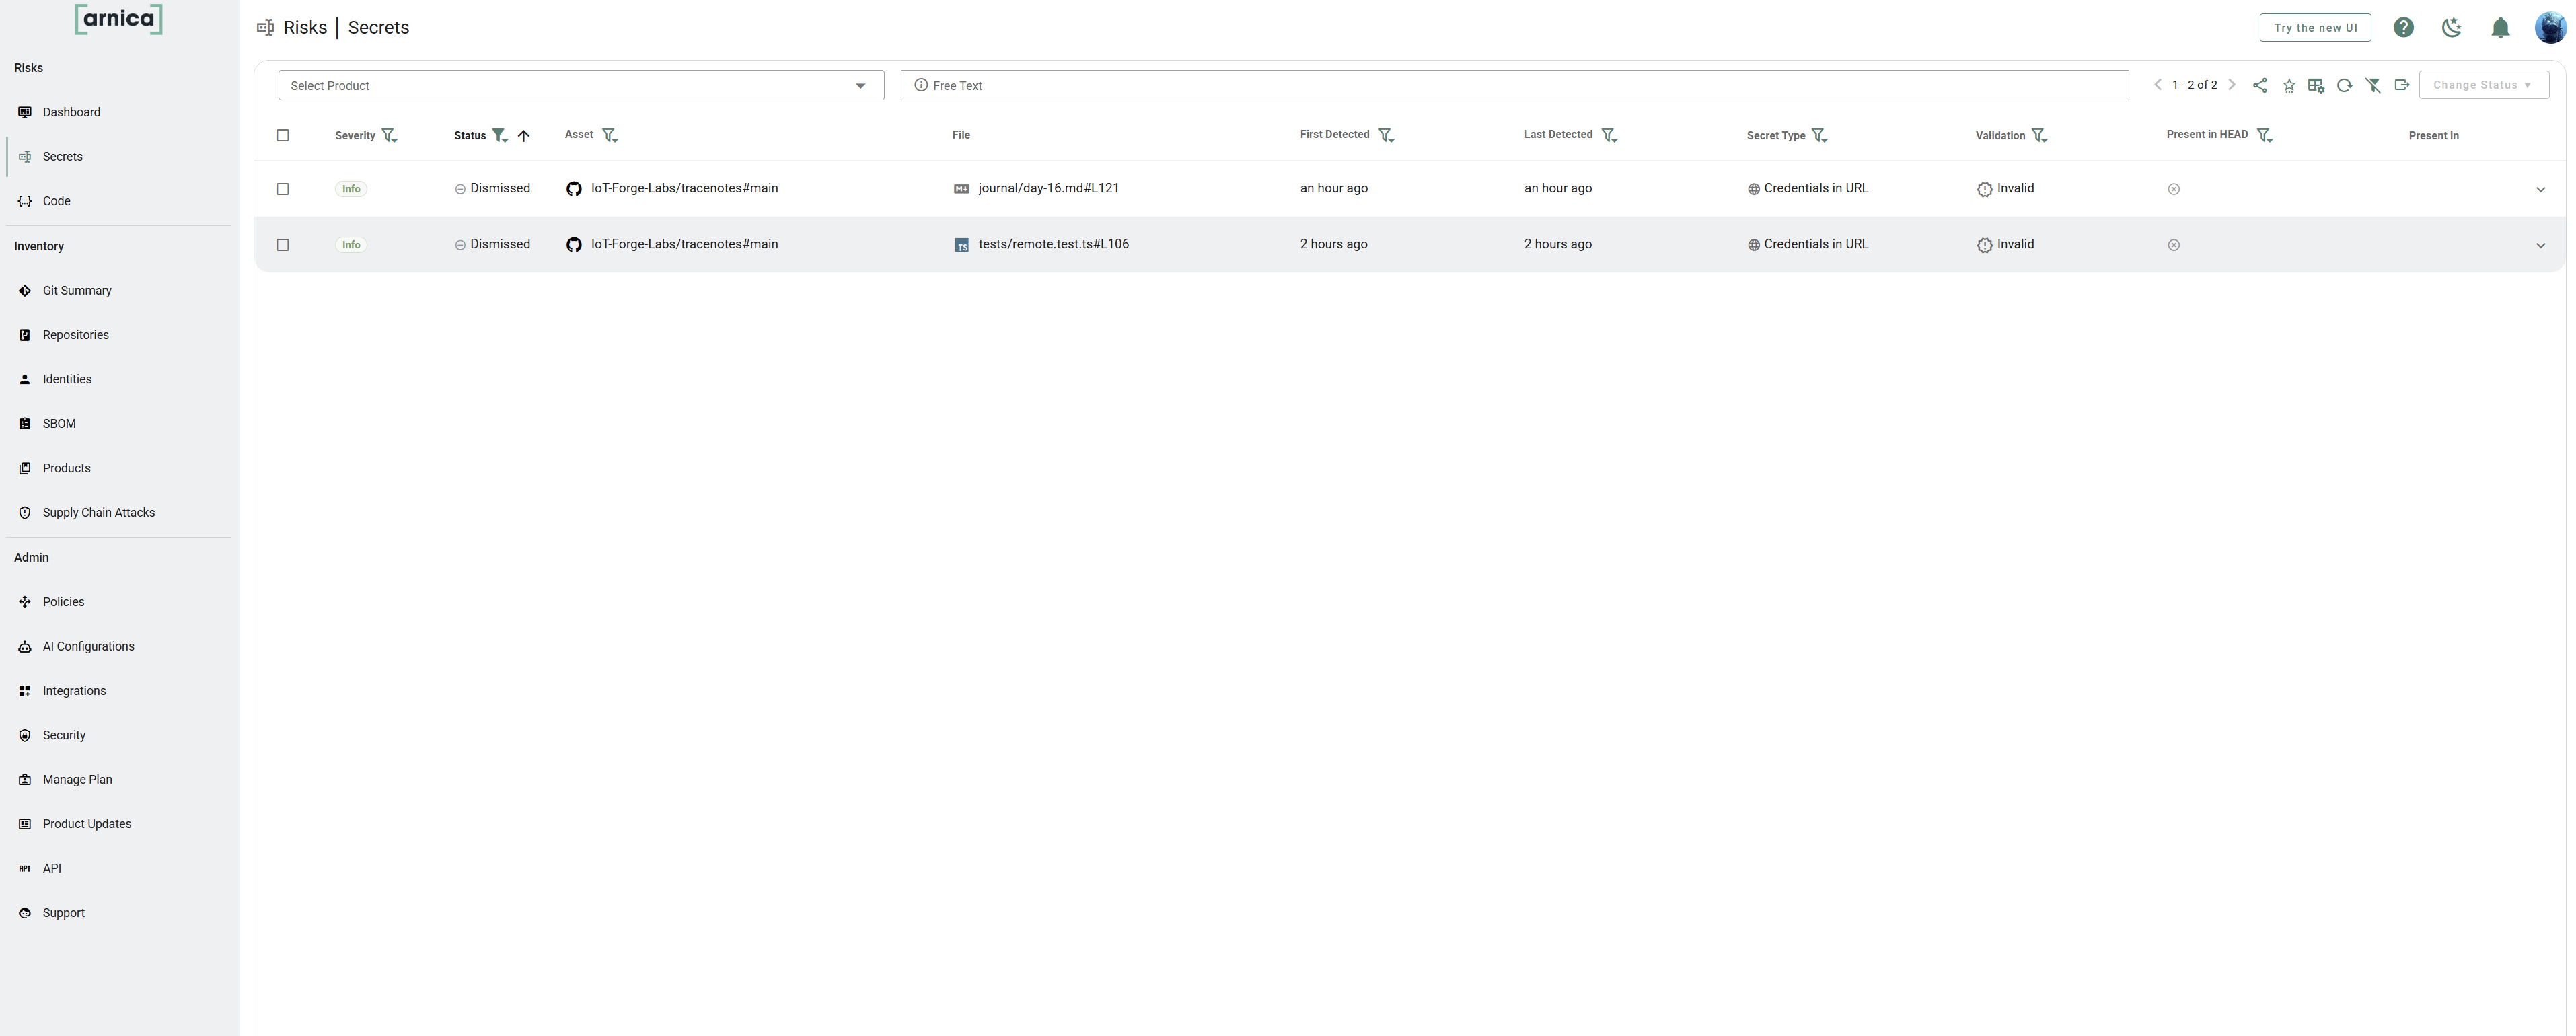 [arnica]
Risks
Dashboard
Secrets
Code
Inventory
Git Summary
Repositories
Identities
SBOM
Products
Supply Chain Attacks
Admin
Policies
AI Configurations
Integrations
Security
Manage Plan
Product Updates
API API
Support
Risks | Secrets
Try the new UI
Select Product
Free Text
1 - 2 of 2
Change Status
Severity Status Asset File First Detected Last Detected Secret Type Validation Present in HEAD Present in
Info Dismissed IoT-Forge-Labs/tracenotes#main journal/day-16.md#L121 an hour ago an hour ago Credentials in URL Invalid
Info Dismissed IoT-Forge-Labs/tracenotes#main TS tests/remote.test.ts#L106 2 hours ago 2 hours ago Credentials in URL Invalid